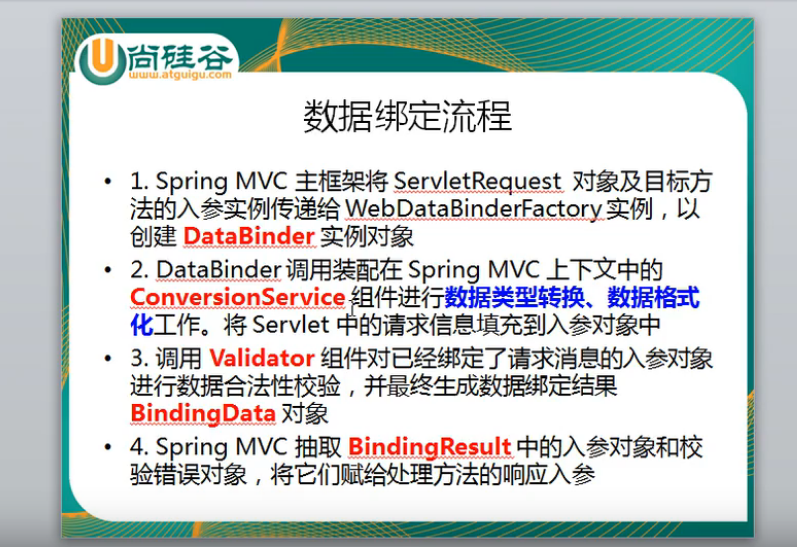 尚硅谷
www.atguigu.com
数据绑定流程
• 1. Spring MVC 主框架将 ServletRequest 对象及目标方
法的入参实例传递给 WebDataBinderFactory 实例，以
创建 DataBinder 实例对象
• 2. DataBinder 调用装配在 Spring MVC 上下文中的
ConversionService 组件进行数据类型转换、数据格式
化工作。将 Servlet 中的请求信息填充到入参对象中
• 3. 调用 Validator 组件对已经绑定了请求消息的入参对象
进行数据合法性校验，并最终生成数据绑定结果
BindingData 对象
• 4. Spring MVC 抽取 BindingResult 中的入参对象和校
验错误对象，将它们赋给处理方法的响应入参